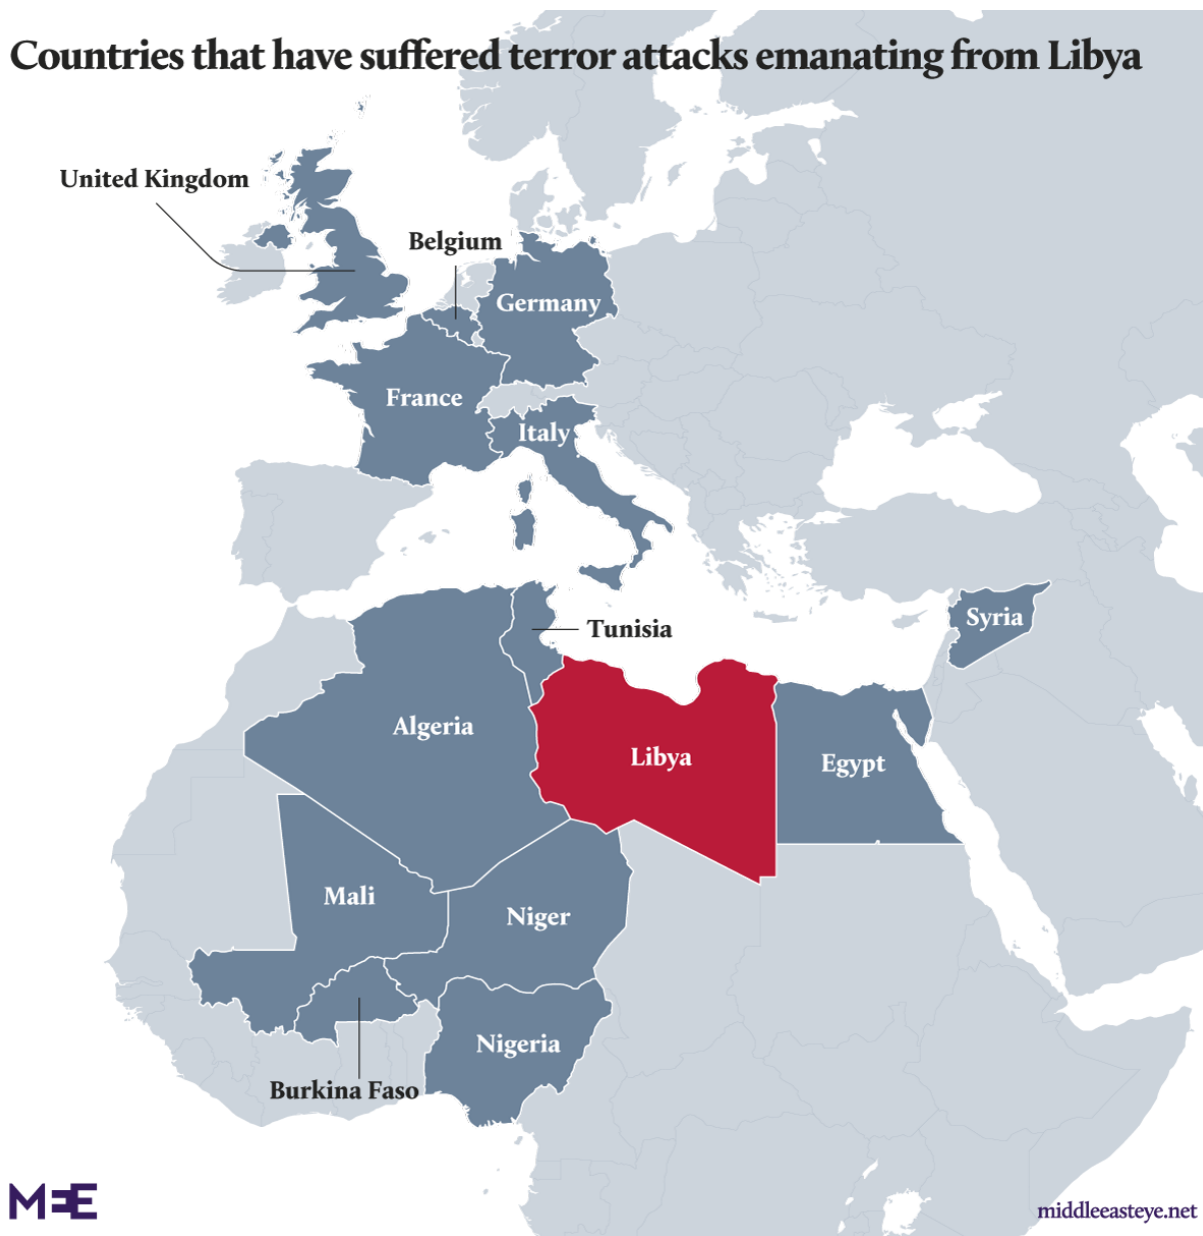 Countries that have suffered terror attacks emanating from Libya
United Kingdom
Belgium
Germany
France
Italy
Syria
Tunisia
Algeria
Libya
Egypt
Mali
Niger
Nigeria
Burkina Faso
MEE
middleeasteye.net